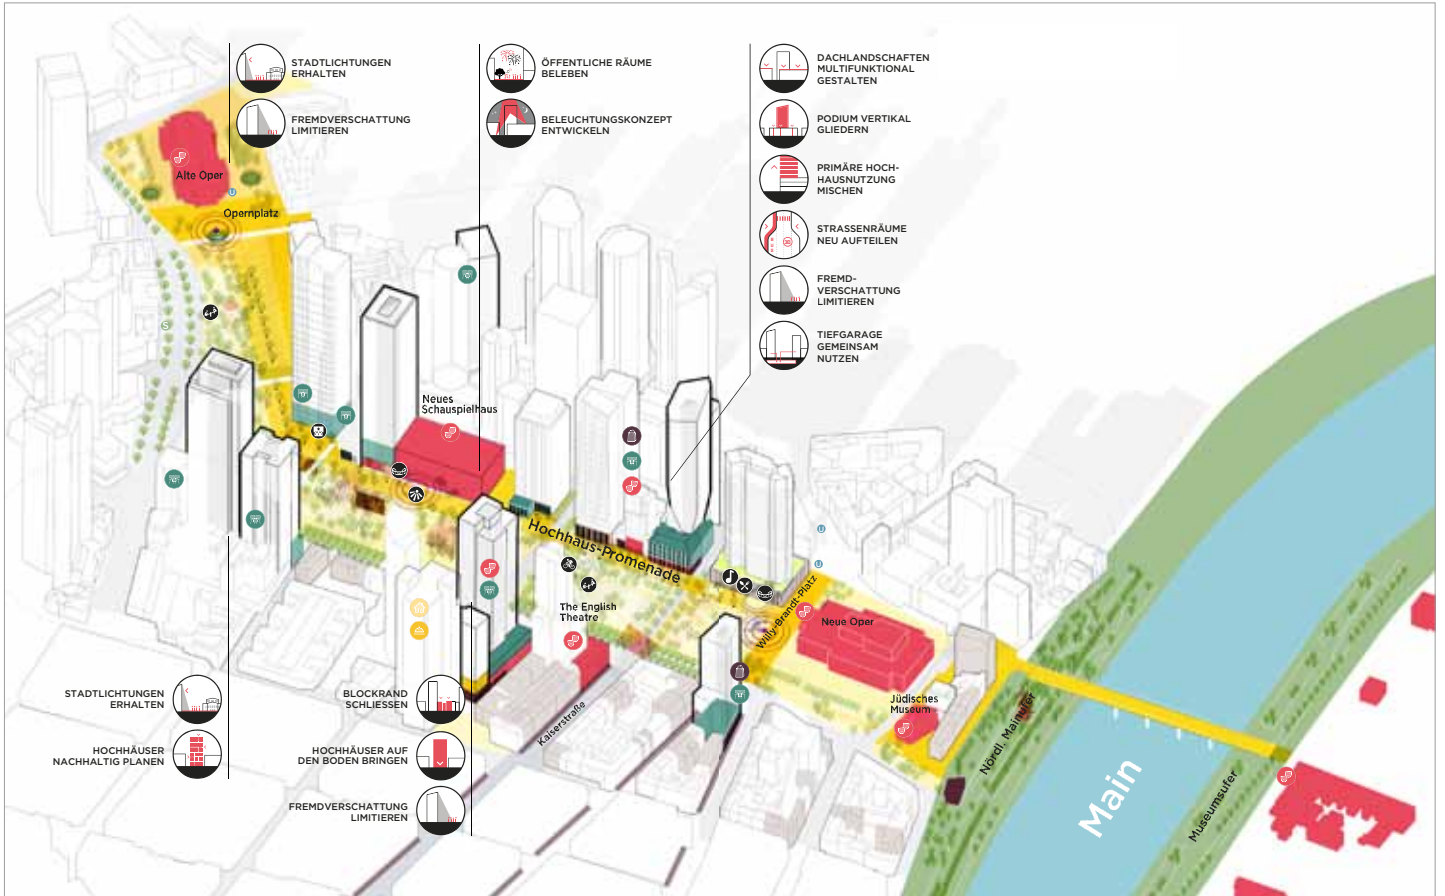 STADTLICHTUNGEN
ERHALTEN
FREMDVERSCHATTUNG
LIMITIEREN
ÖFFENTLICHE RÄUME
BELEBEN
BELEUCHTUNGSKONZEPT
ENTWICKELN
DACHLANDSCHAFTEN
MULTIFUNKTIONAL
GESTALTEN
PODIUM VERTIKAL
GLIEDERN
PRIMÄRE HOCH-
HAUSNUTZUNG
MISCHEN
STRASSENRÄUME
NEU AUFTEILEN
30
FREMD-
VERSCHATTUNG
LIMITIEREN
TIEFGARAGE
GEMEINSAM
NUTZEN
Alte Oper
U
Opernplatz
S
Neues
Schauspielhaus
Hochhaus-Promenade
U
U
The English
Theatre
Willy-Brandt-Platz
Neue Oper
Jüdisches
Museum
Kaiserstraße
Nördl. Mainufer
Main
Museumsufer
STADTLICHTUNGEN
ERHALTEN
HOCHHÄUSER
NACHHALTIG PLANEN
BLOCKRAND
SCHLIESSEN
HOCHHÄUSER AUF
DEN BODEN BRINGEN
FREMDVERSCHATTUNG
LIMITIEREN